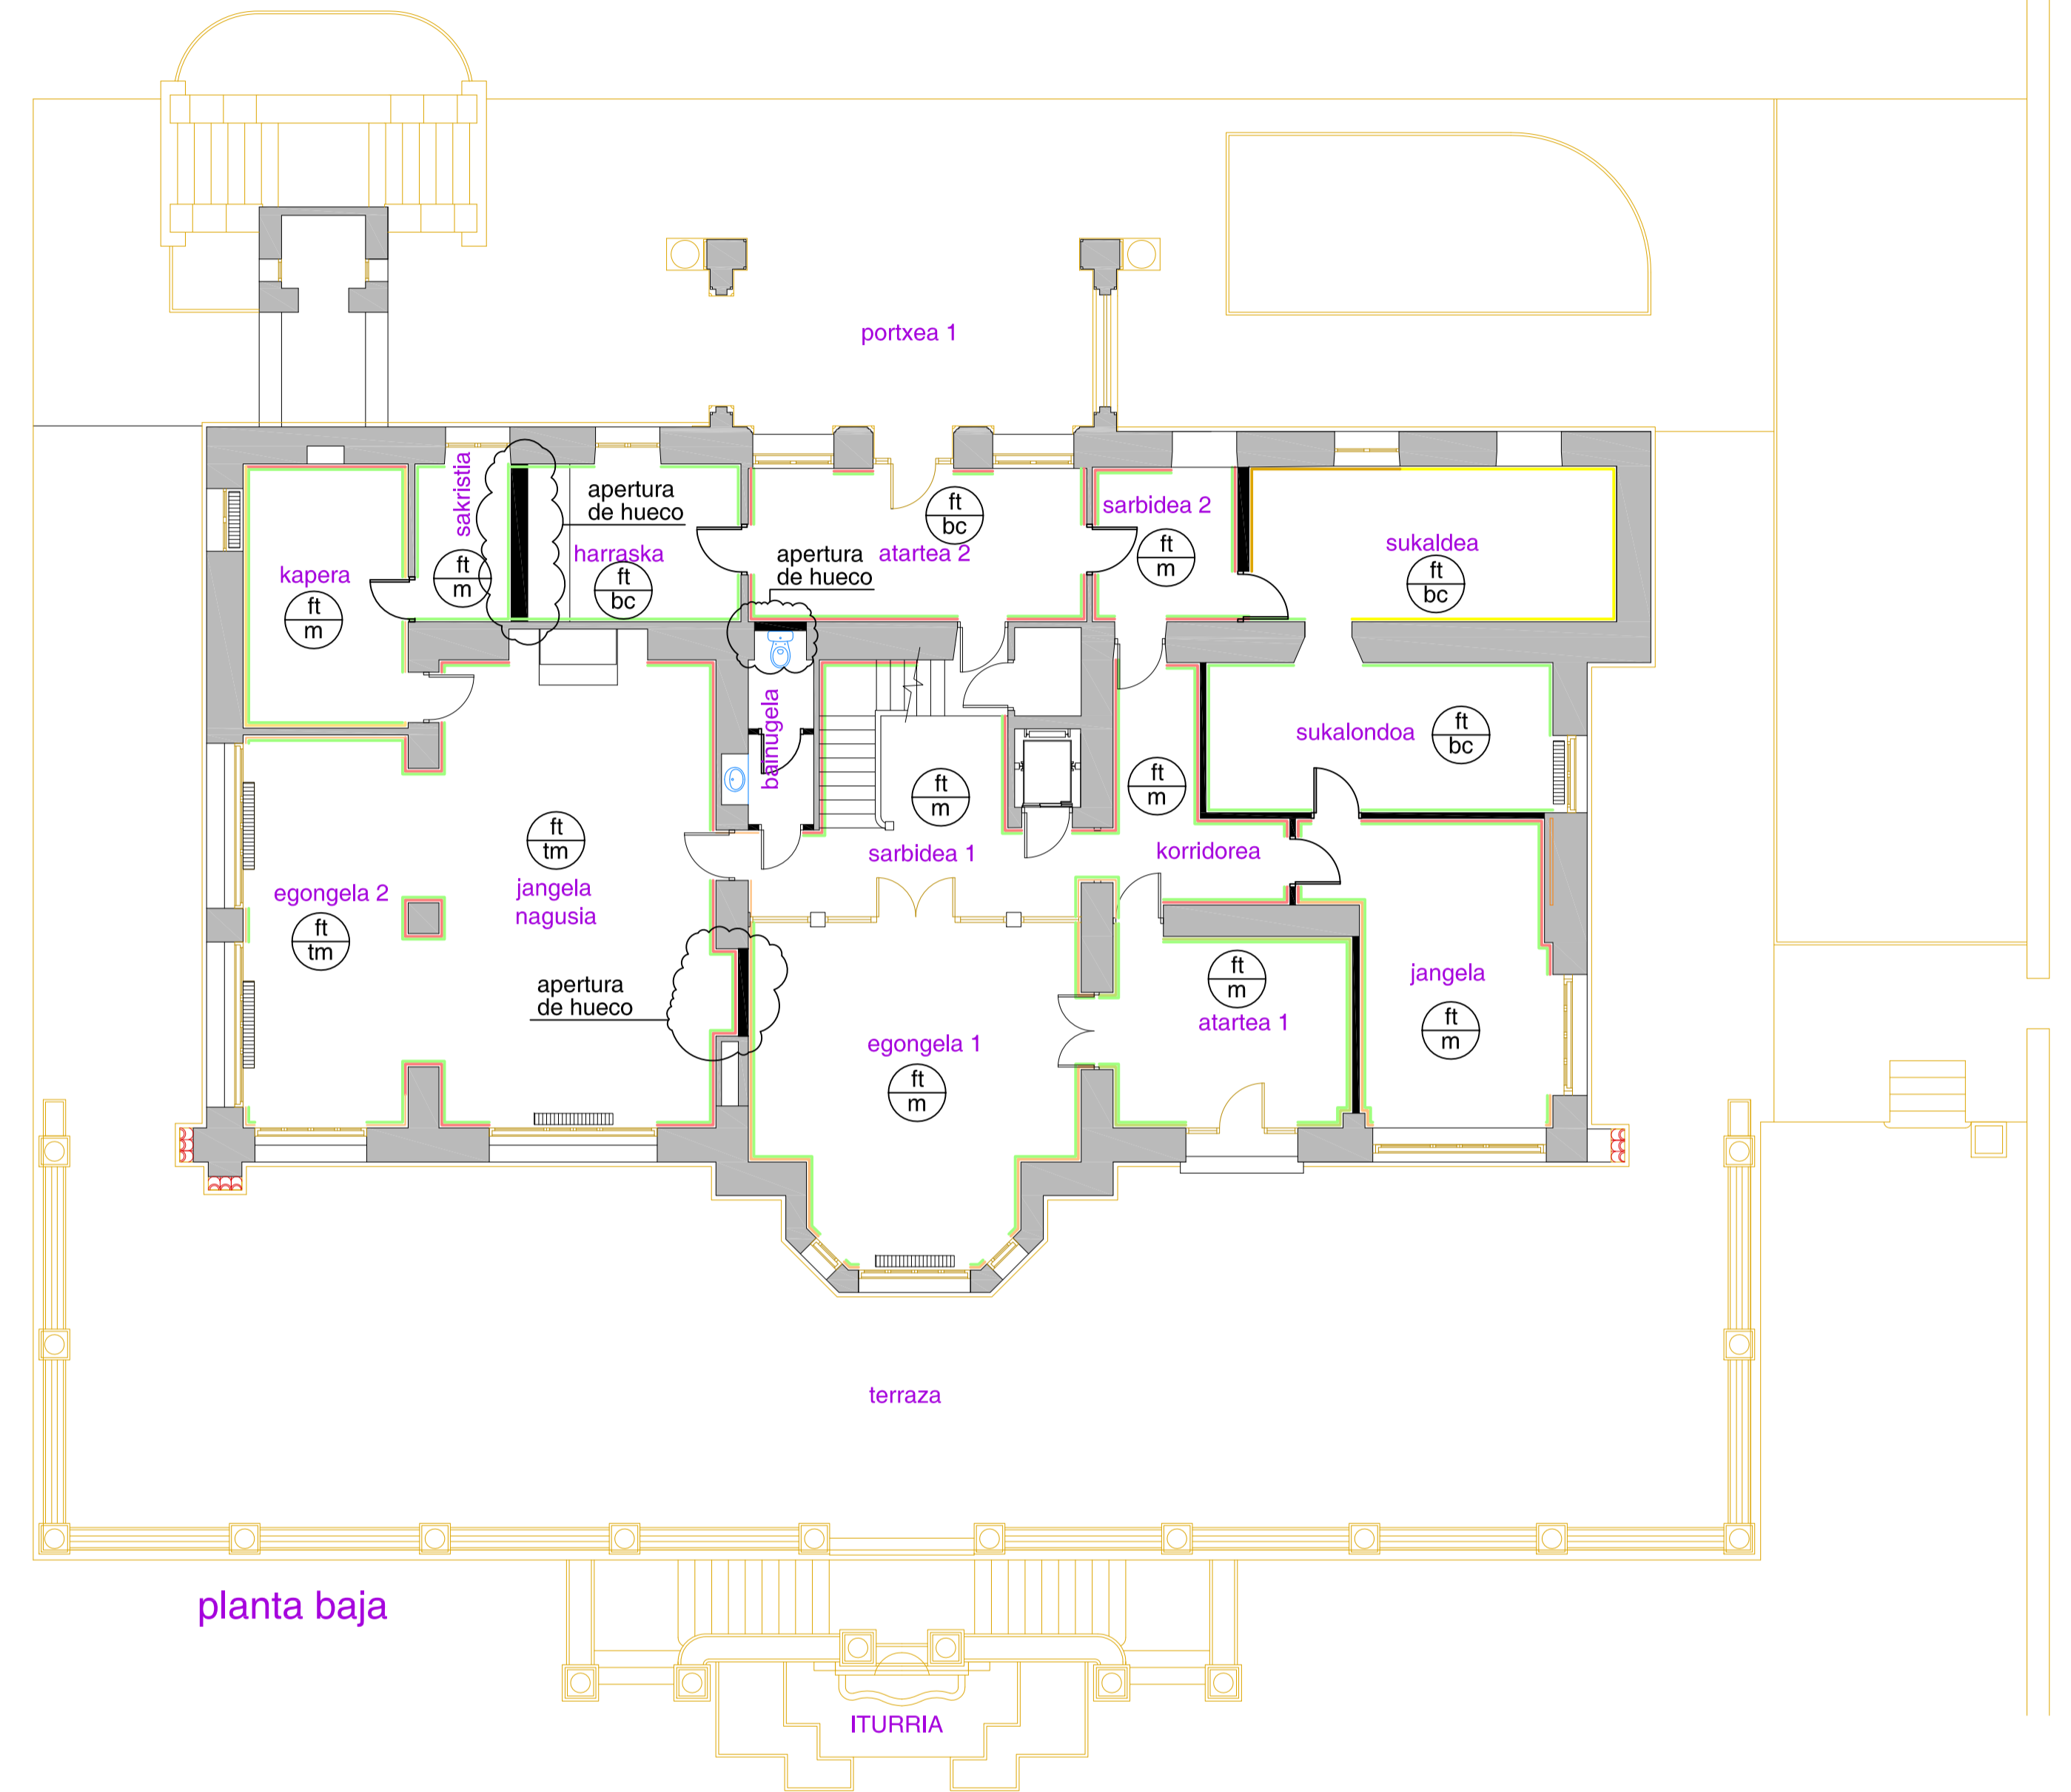 portxea 1
sakristia
apertura
de hueco
harraska
ft
bc
ft
m
kapera
ft
m
ft
bc
atartea 2
apertura
de hueco
sarbidea 2
ft
m
sukaldea
ft
bc
bainugela
sukalondoa
ft
bc
ft
m
ft
m
sarbidea 1
korridorea
ft
tm
jangela
nagusia
egongela 2
ft
tm
apertura
de hueco
egongela 1
ft
m
ft
m
atartea 1
jangela
ft
m
terraza
planta baja
ITURRIA